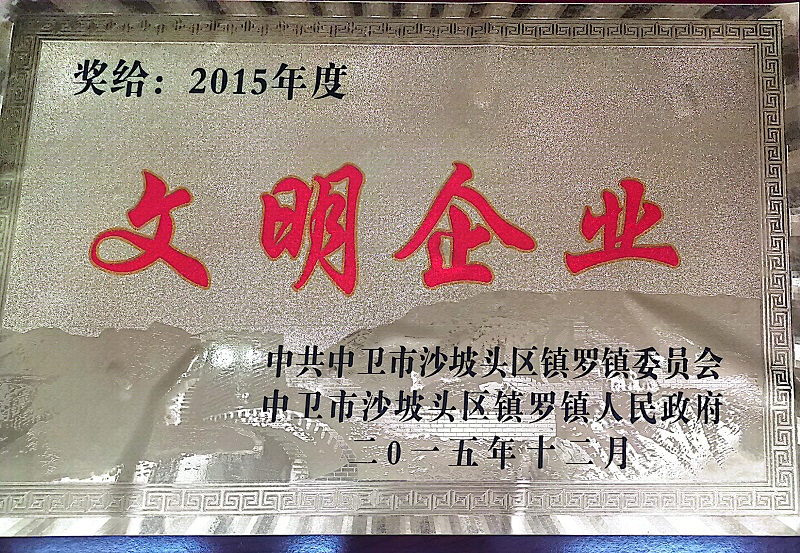 奖给：2015年度
文明企业
中共中卫市沙坡头区镇罗镇委员会
中卫市沙坡头区镇罗镇人民政府
二0一五年十二月